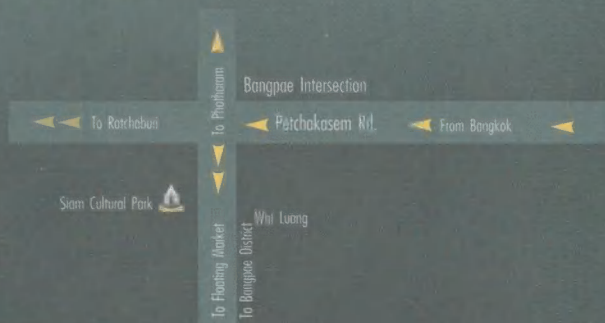 To Photharam
Bangpae Intersection
To Ratchaburi
Petchakasem Rd.
From Bangkok
Siam Cultural Park
Luang
To Floating Market
To Bangpae District